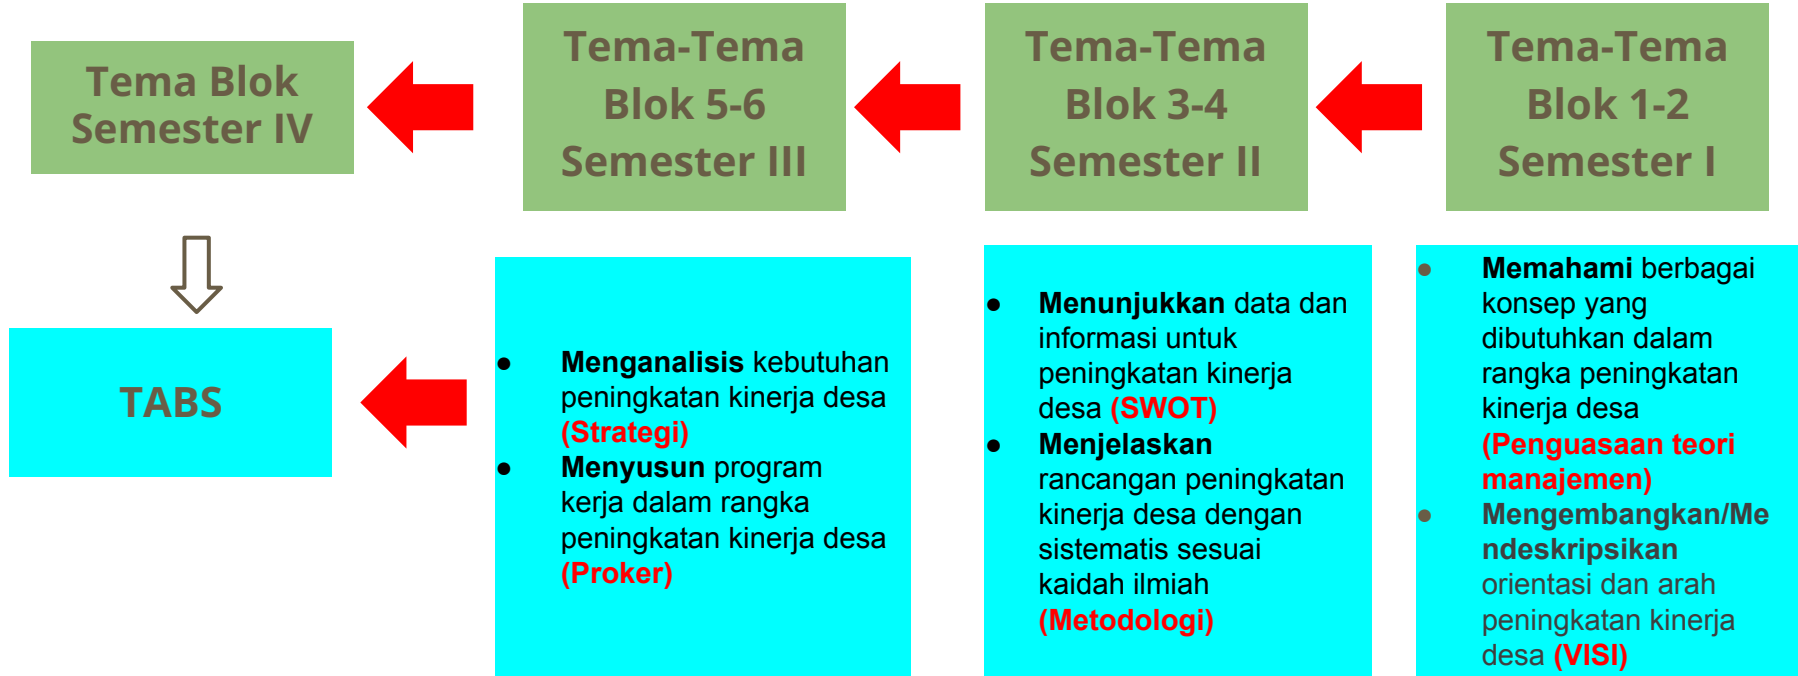 Tema Blok
Semester IV
Tema-Tema
Blok 5-6
Semester III
Tema-Tema
Blok 3-4
Semester II
Tema-Tema
Blok 1-2
Semester I
TABS
● Menganalisis kebutuhan
peningkatan kinerja desa
(Strategi)
● Menyusun program
kerja dalam rangka
peningkatan kinerja desa
(Proker)
● Menunjukkan data dan
informasi untuk
peningkatan kinerja
desa (SWOT)
● Menjelaskan
rancangan peningkatan
kinerja desa dengan
sistematis sesuai
kaidah ilmiah
(Metodologi)
● Memahami berbagai
konsep yang
dibutuhkan dalam
rangka peningkatan
kinerja desa
(Penguasaan teori
manajemen)
● Mengembangkan/Me
ndeskripsikan
orientasi dan arah
peningkatan kinerja
desa (VISI)